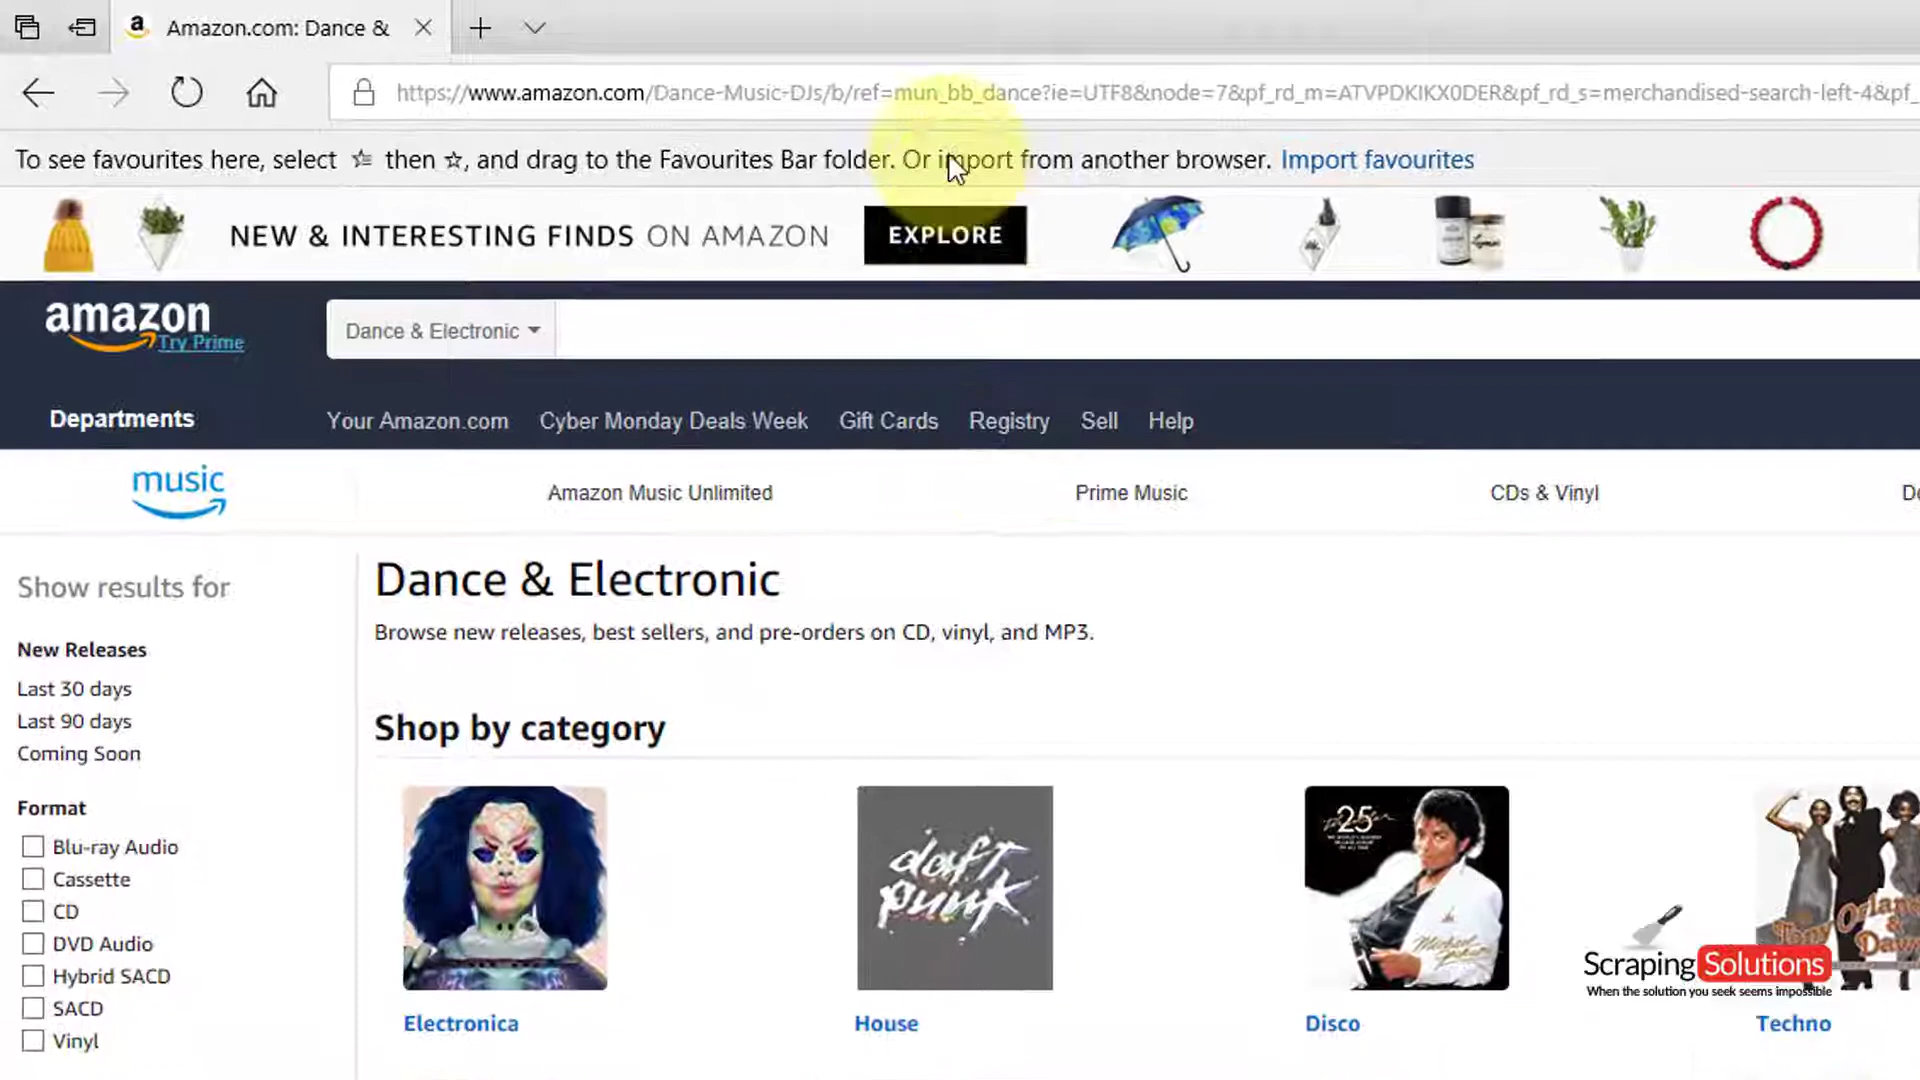 Amazon.com: Dance &
https://www.amazon.com/Dance-Music-DJs/b/ref=mun_bb_dance?ie=UTF8&node=7&pf_rd_m=ATVPDKIKX0DER&pf_rd_s=merchandised-search-left-4&pf_
To see favourites here, select then , and drag to the Favourites Bar folder. Or import from another browser. Import favourites
NEW & INTERESTING FINDS ON AMAZON EXPLORE
amazon
Try Prime
Dance & Electronic
Departments
Your Amazon.com Cyber Monday Deals Week Gift Cards Registry Sell Help
music
Amazon Music Unlimited Prime Music CDs & Vinyl
Show results for
New Releases
Last 30 days
Last 90 days
Coming Soon
Format
Blu-ray Audio
Cassette
CD
DVD Audio
Hybrid SACD
SACD
Vinyl
Dance & Electronic
Browse new releases, best sellers, and pre-orders on CD, vinyl, and MP3.
Shop by category
daft
punk
25
Michael
Jackson
Tony Orlando
&
Electronica House Disco Techno
Scraping Solutions
When the solution you seek seems impossible